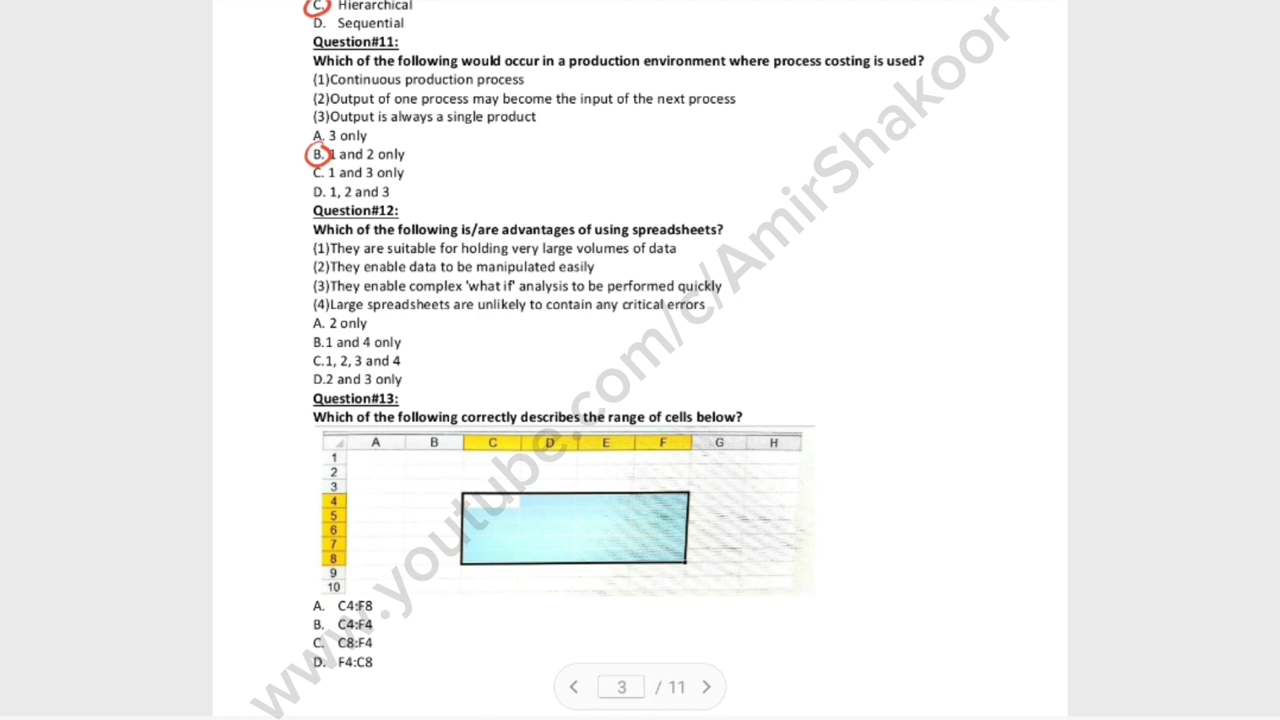 C. Hierarchical
D. Sequential
Question#11:
Which of the following would occur in a production environment where process costing is used?
(1)Continuous production process
(2)Output of one process may become the input of the next process
(3)Output is always a single product
A. 3 only
B. 1 and 2 only
C. 1 and 3 only
D. 1, 2 and 3
Question#12:
Which of the following is/are advantages of using spreadsheets?
(1)They are suitable for holding very large volumes of data
(2)They enable data to be manipulated easily
(3)They enable complex 'what if' analysis to be performed quickly
(4)Large spreadsheets are unlikely to contain any critical errors
A. 2 only
B.1 and 4 only
C.1, 2, 3 and 4
D.2 and 3 only
Question#13:
Which of the following correctly describes the range of cells below?
A B C D E F G H
1
2
3
4
5
6
7
8
9
10
A. C4:F8
B. C4:F4
C. C8:F4
D. F4:C8
3 / 11
www.youtube.com/c/AmirShakoor